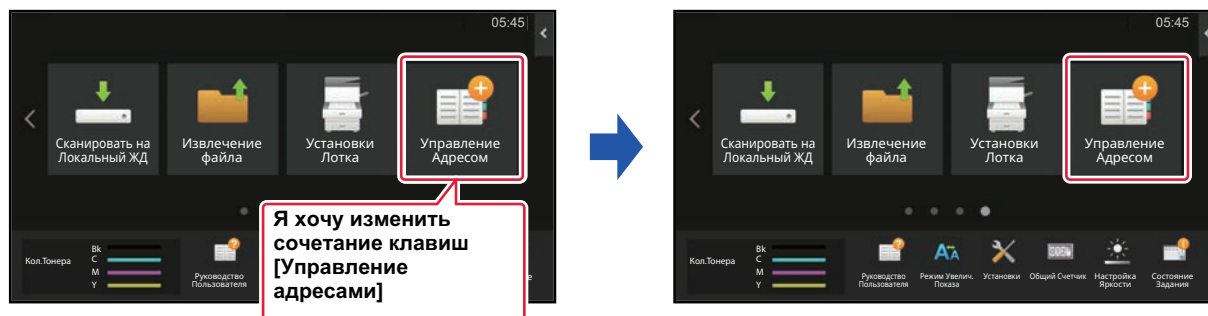 05:45
Сканировать на
Локальный ЖД
Извлечение
файла
Установки
Лотка
Управление
Адресом
Я хочу изменить
сочетание клавиш
[Управление
адресами]
Кол.Тонера
Bk
C
M
Y
Руководство
Пользователя
05:45
Сканировать на
Локальный ЖД
Извлечение
файла
Установки
Лотка
Управление
Адресом
Кол.Тонера
Bk
C
M
Y
Руководство
Пользователя
Режим Увелич.
Показа
Установки
Общий Счетчик
Настройка
Яркости
Состояние
Задания